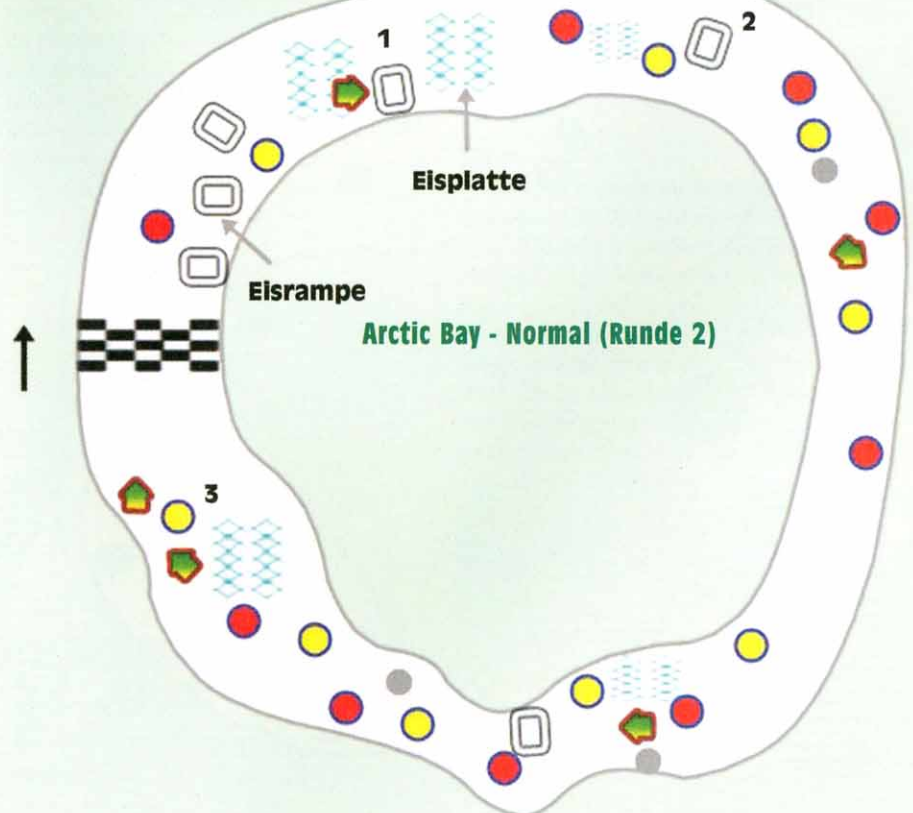 1
2
Eisplatte
Eisrampe
Arctic Bay - Normal (Runde 2)
3